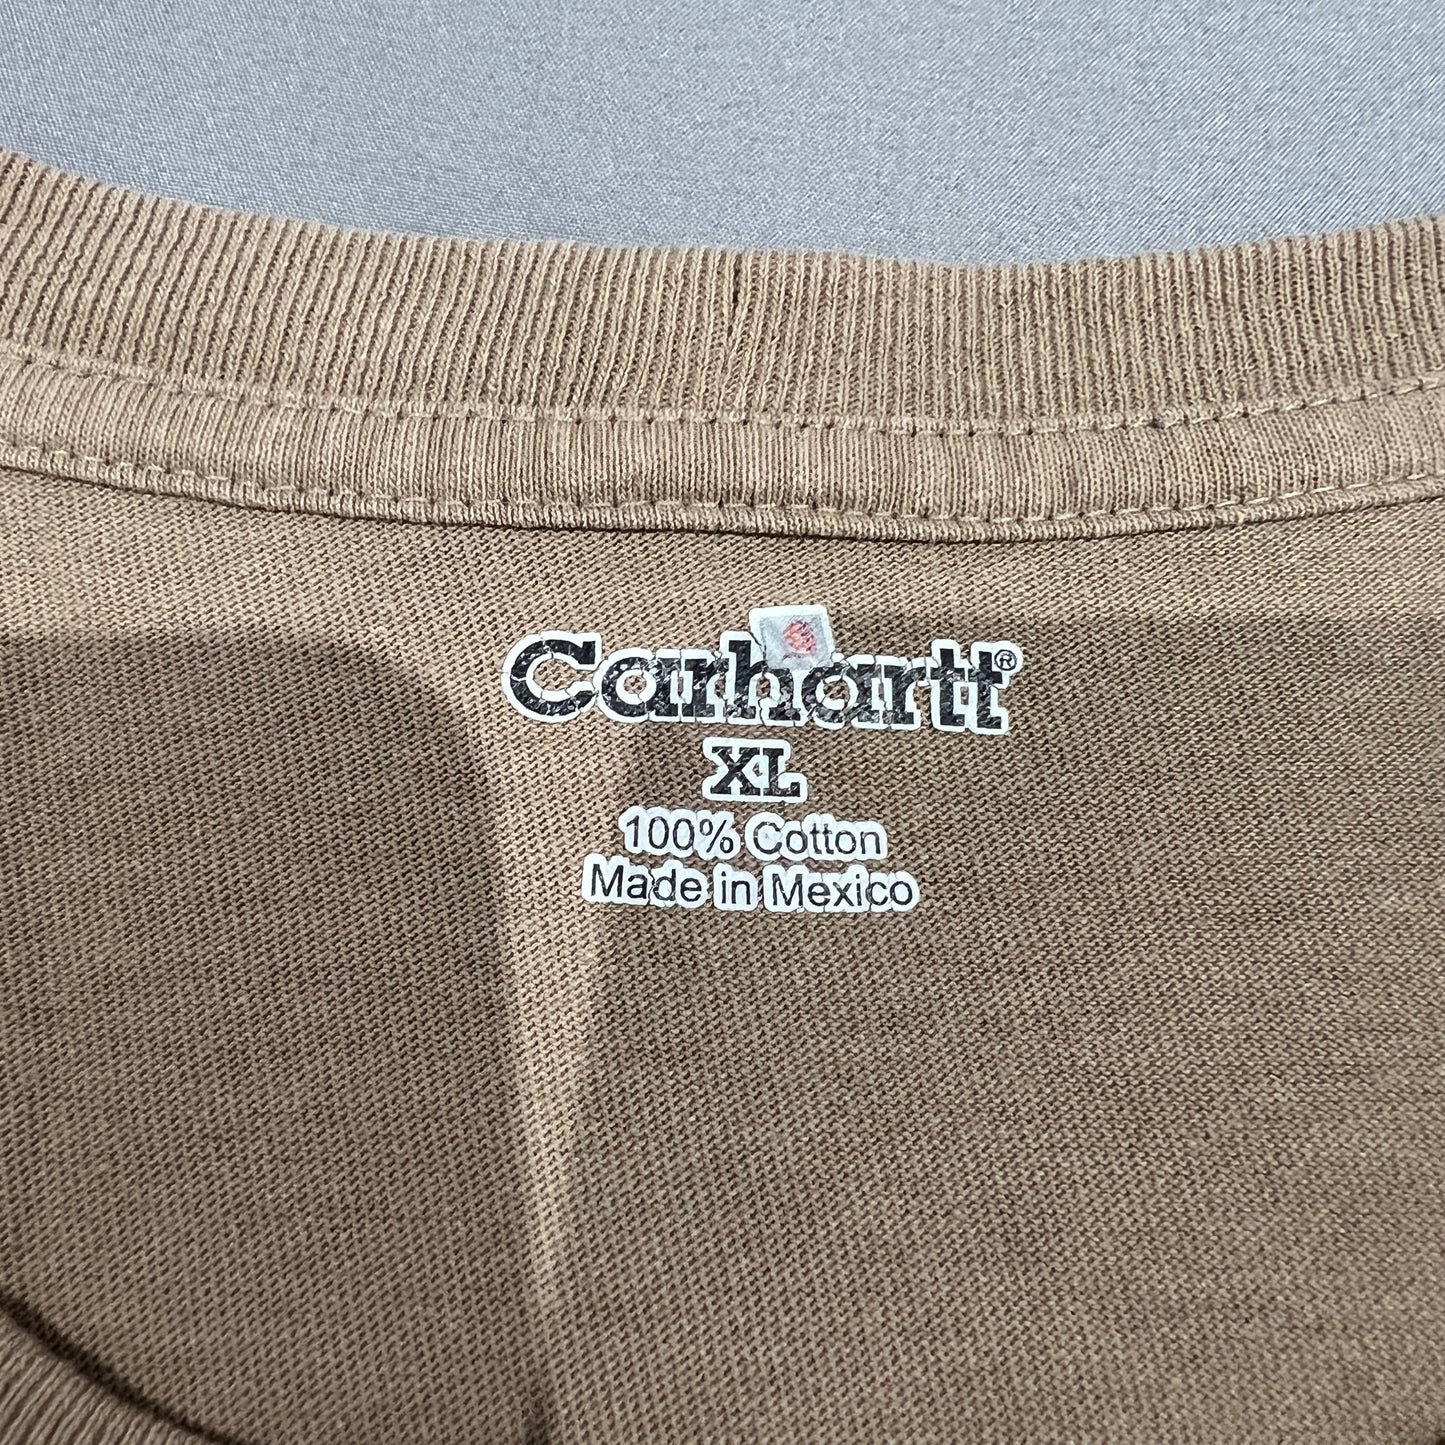 Carhartt®
XL
100% Cotton
Made in Mexico